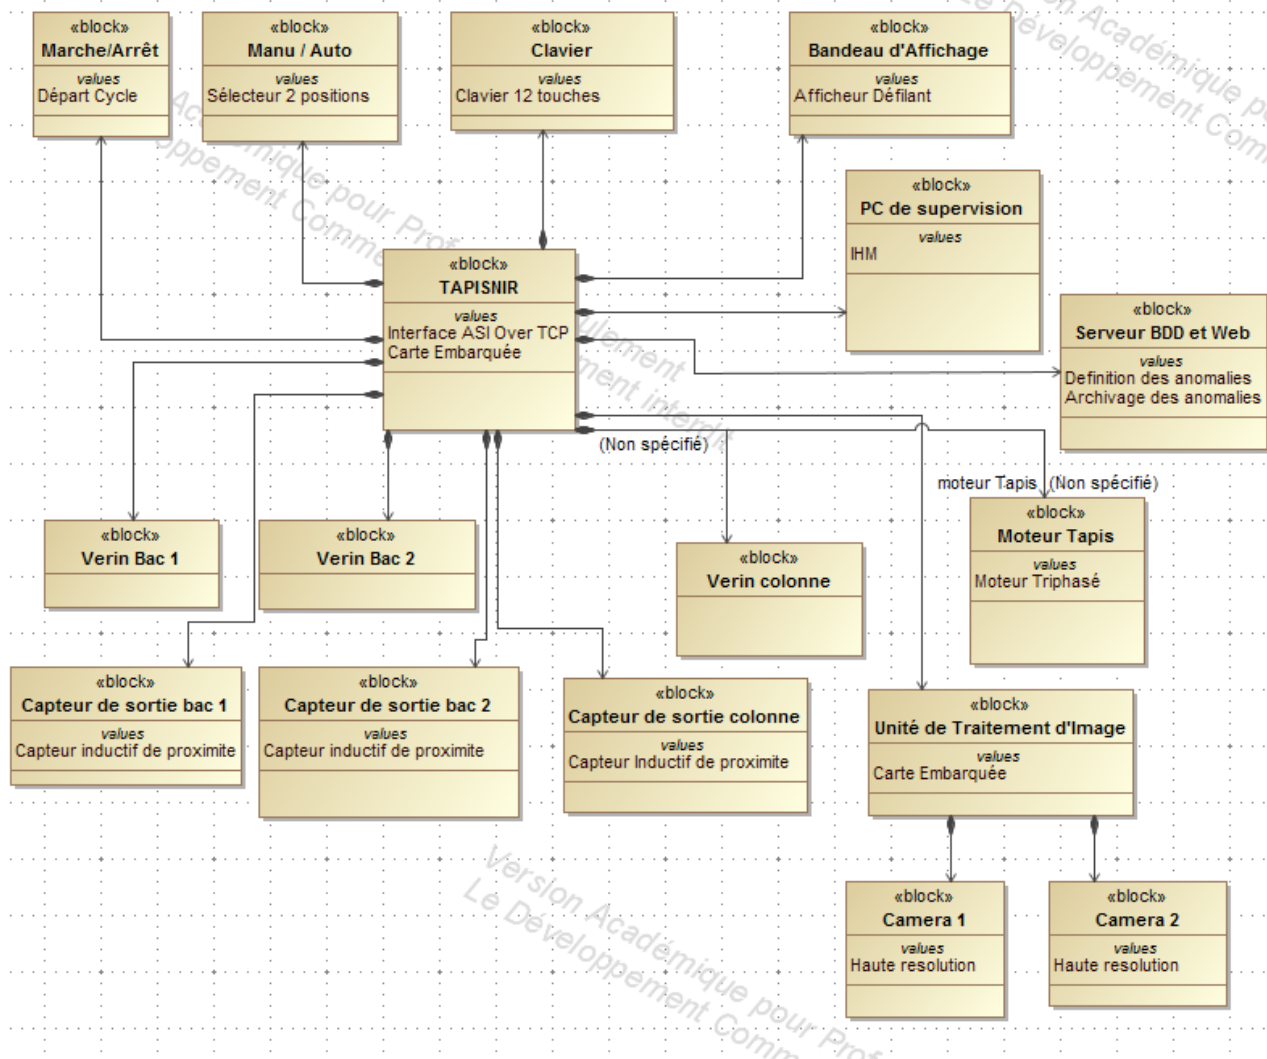 «block»
Marche/Arrêt
values
Départ Cycle
«block»
Manu / Auto
values
Sélecteur 2 positions
«block»
Clavier
values
Clavier 12 touches
«block»
Bandeau d'Affichage
values
Afficheur Défilant
«block»
PC de supervision
values
IHM
«block»
TAPISNIR
values
Interface ASI Over TCP
Carte Embarquée
«block»
Serveur BDD et Web
values
Definition des anomalies
Archivage des anomalies
(Non spécifié)
moteur Tapis (Non spécifié)
«block»
Verin Bac 1
«block»
Verin Bac 2
«block»
Verin colonne
«block»
Moteur Tapis
values
Moteur Triphasé
«block»
Capteur de sortie bac 1
values
Capteur inductif de proximite
«block»
Capteur de sortie bac 2
values
Capteur inductif de proximite
«block»
Capteur de sortie colonne
values
Capteur Inductif de proximite
«block»
Unité de Traitement d'Image
values
Carte Embarquée
«block»
Camera 1
values
Haute resolution
«block»
Camera 2
values
Haute resolution
Version Académique pour Prof
Le Développement Comm